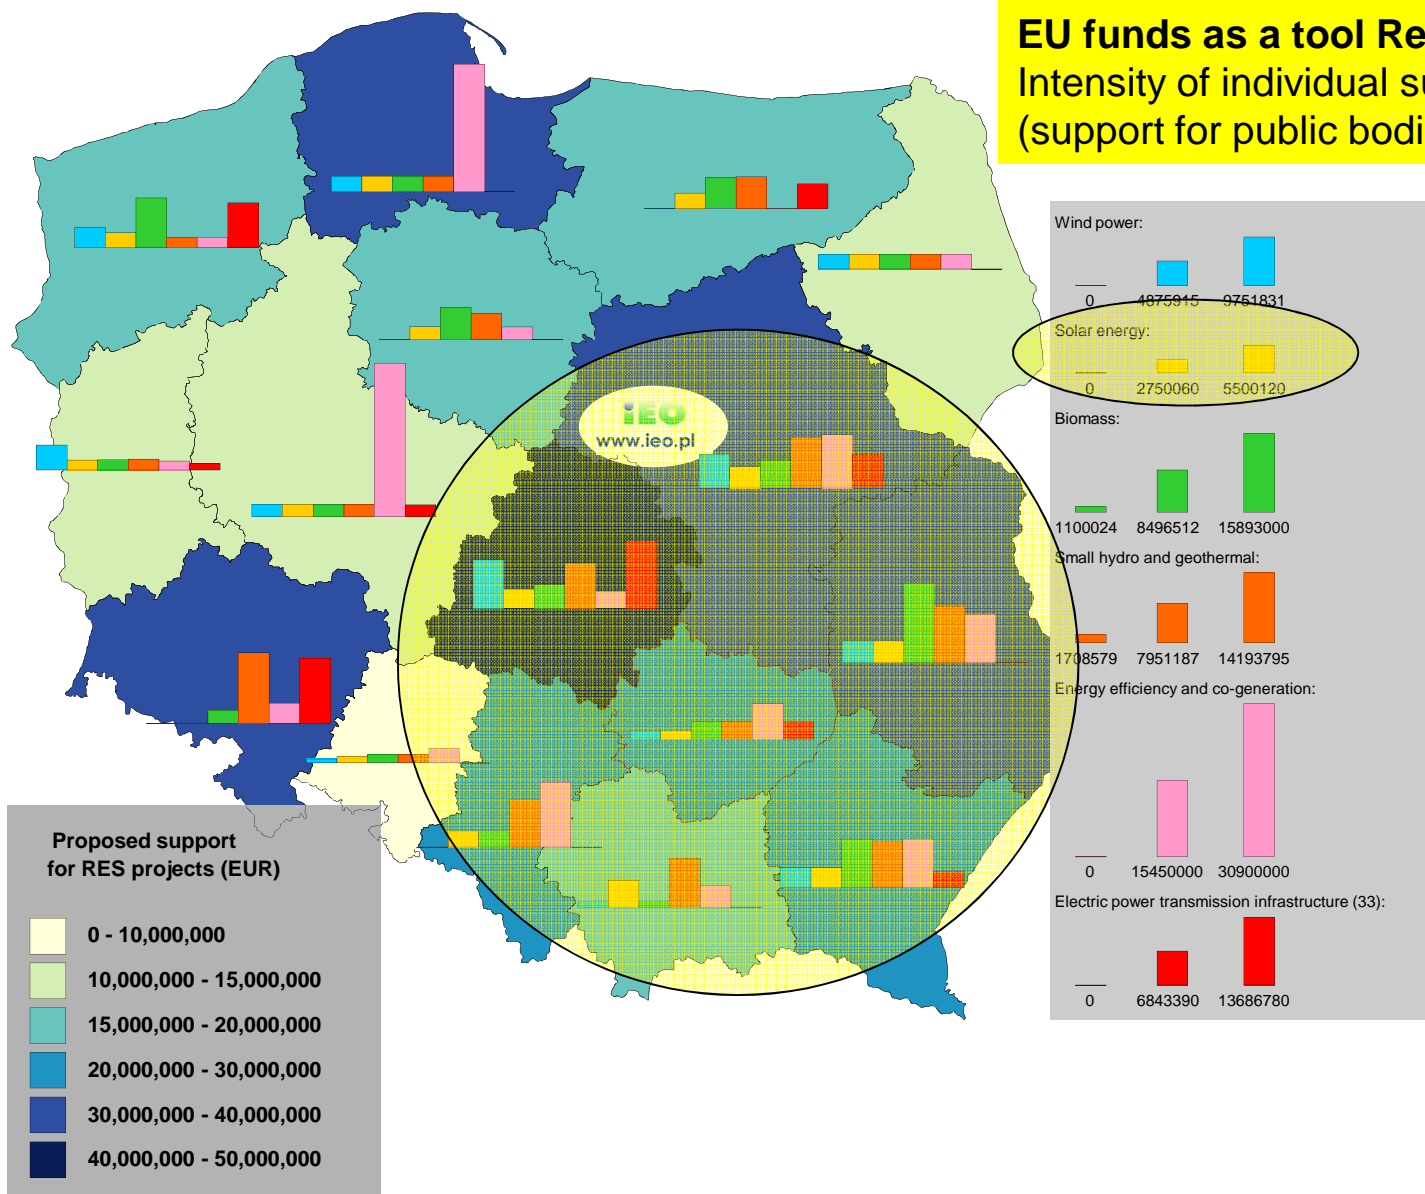 EU funds as a tool Re
Intensity of individual su
(support for public bodi
Wind power:
0 4875915 9751831
Solar energy:
0 2750060 5500120
Biomass:
1100024 8496512 15893000
Small hydro and geothermal:
1708579 7951187 14193795
Energy efficiency and co-generation:
0 15450000 30900000
Electric power transmission infrastructure (33):
0 6843390 13686780
iEO
www.ieo.pl
Proposed support
for RES projects (EUR)
0 - 10,000,000
10,000,000 - 15,000,000
15,000,000 - 20,000,000
20,000,000 - 30,000,000
30,000,000 - 40,000,000
40,000,000 - 50,000,000